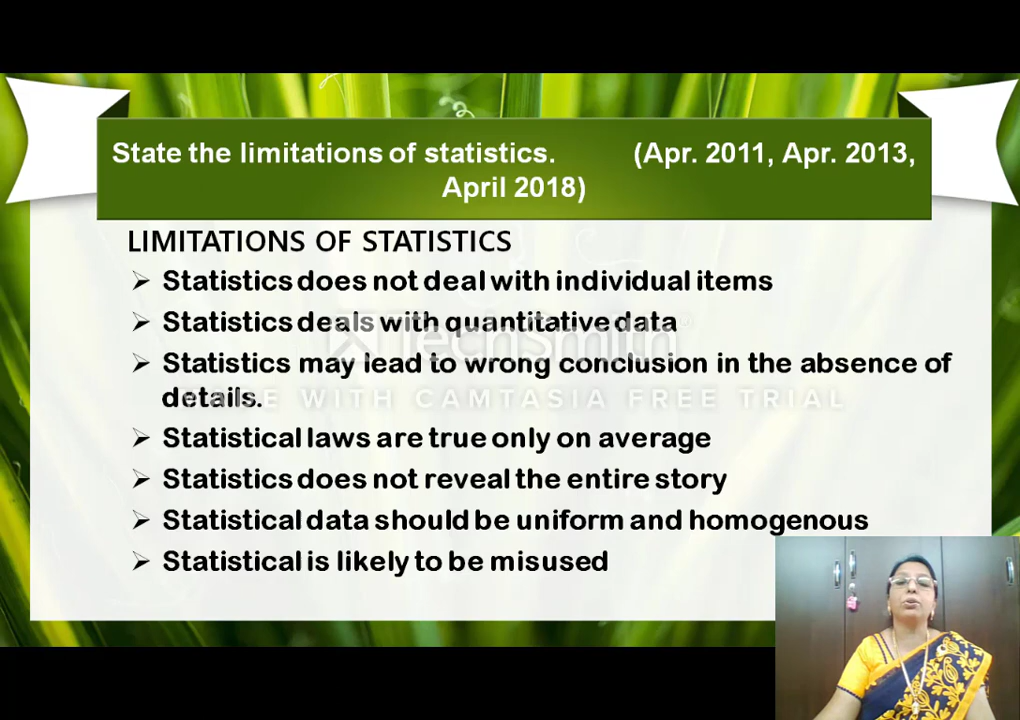 State the limitations of statistics. (Apr. 2011, Apr. 2013,
April 2018)
LIMITATIONS OF STATISTICS
➢ Statistics does not deal with individual items
➢ Statistics deals with quantitative data
TechSmith
➢ Statistics may lead to wrong conclusion in the absence of
details.
MADE WITH CAMTASIA FREE TRIAL
➢ Statistical laws are true only on average
➢ Statistics does not reveal the entire story
➢ Statistical data should be uniform and homogenous
➢ Statistical is likely to be misused